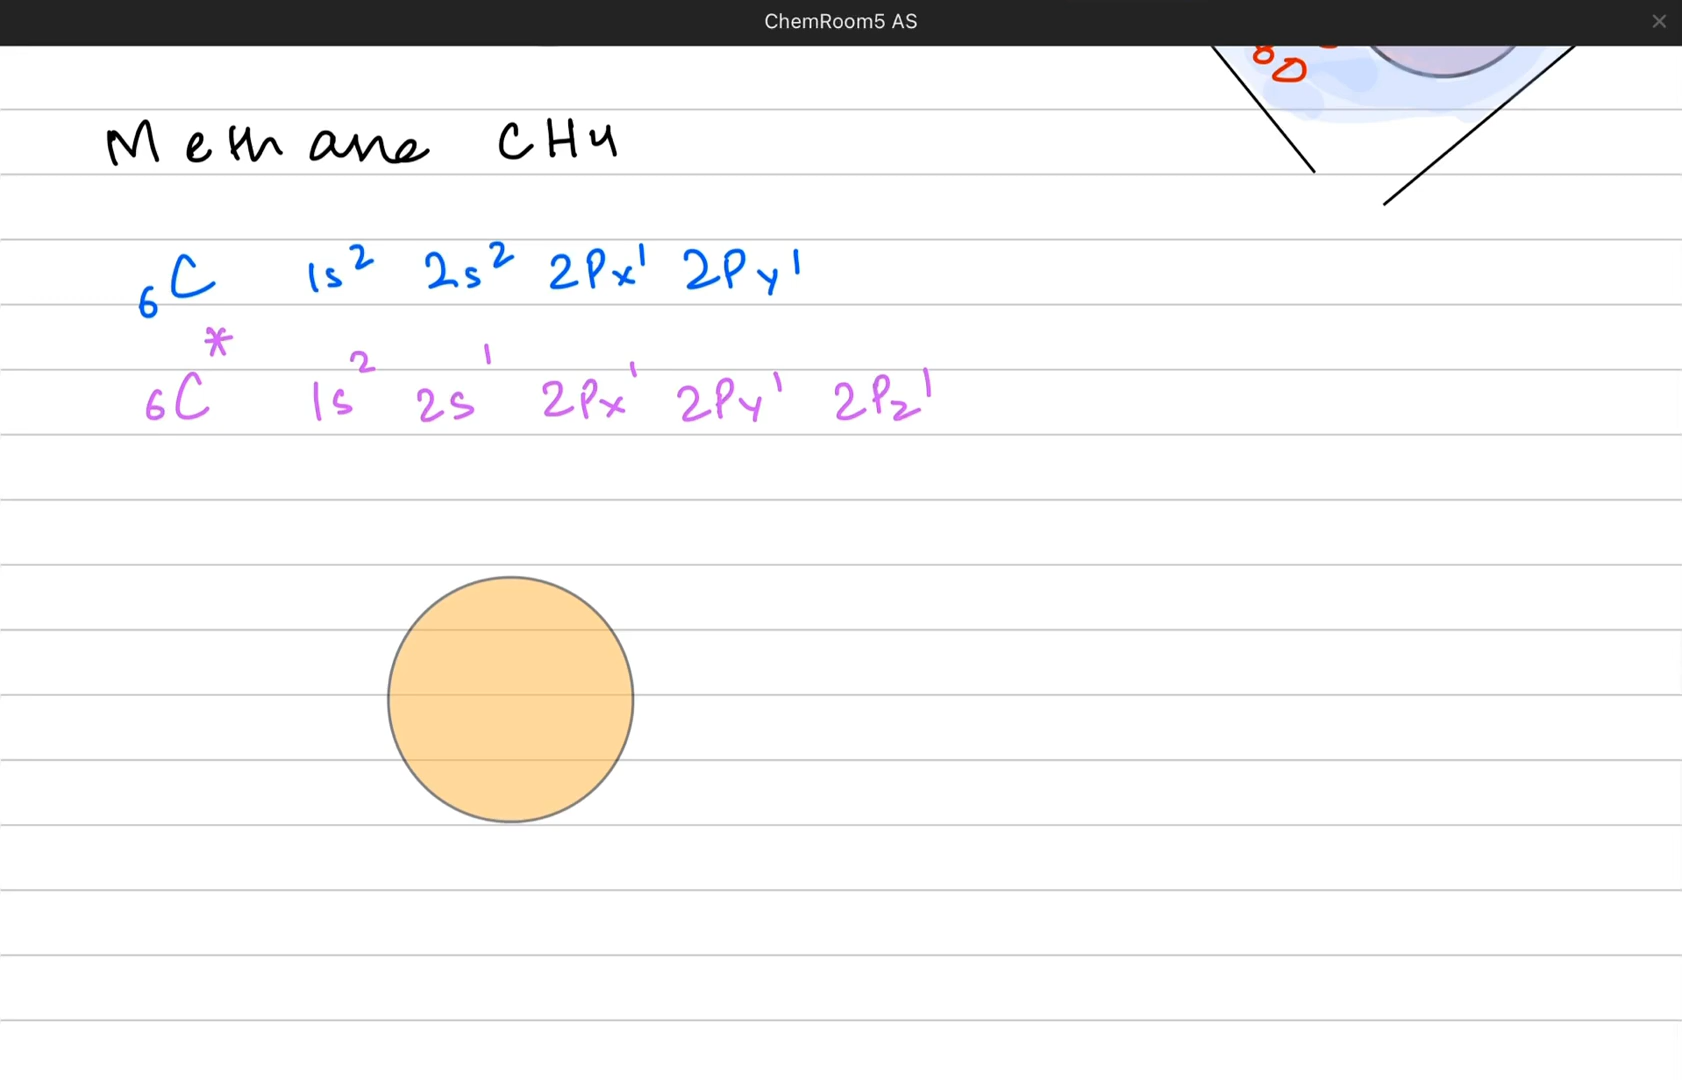 ChemRoom5 AS
Methane CH4
₆C 1s² 2s² 2Px¹ 2Py¹
₆C* 1s² 2s¹ 2Px¹ 2Py¹ 2Pz¹